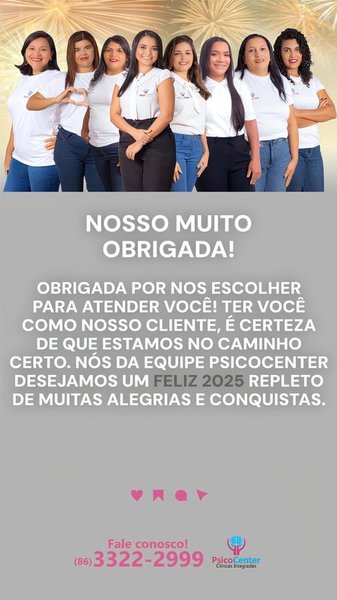 NOSSO MUITO
OBRIGADA!
OBRIGADA POR NOS ESCOLHER
PARA ATENDER VOCÊ! TER VOCÊ
COMO NOSSO CLIENTE, É CERTEZA
DE QUE ESTAMOS NO CAMINHO
CERTO. NÓS DA EQUIPE PSICOCENTER
DESEJAMOS UM FELIZ 2025 REPLETO
DE MUITAS ALEGRIAS E CONQUISTAS.
Fale conosco!
(86)3322-2999
PsicoCenter
Clínicas Integradas